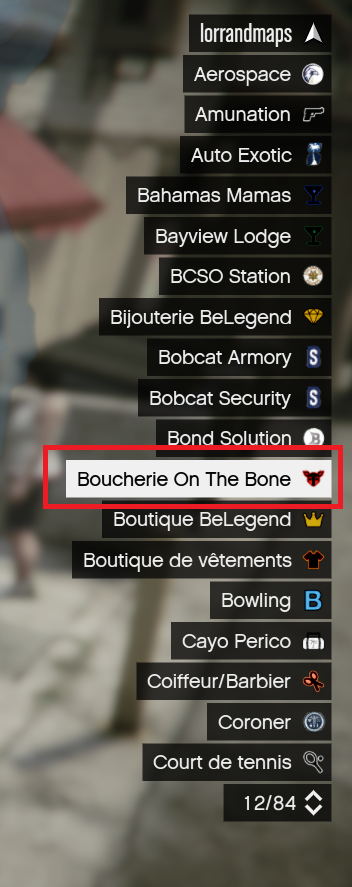 lorrandmaps
Aerospace
Amunation
Auto Exotic
Bahamas Mamas
Bayview Lodge
BCSO Station
Bijouterie BeLegend
Bobcat Armory S
Bobcat Security S
Bond Solution B
Boucherie On The Bone
Boutique BeLegend
Boutique de vêtements
Bowling B
Cayo Perico
Coiffeur/Barbier
Coroner
Court de tennis
12/84